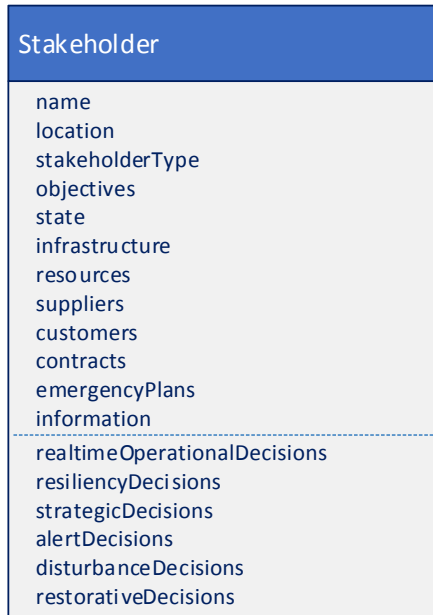 Stakeholder
name
location
stakeholderType
objectives
state
infrastructure
resources
suppliers
customers
contracts
emergencyPlans
information
realtimeOperationalDecisions
resiliencyDecisions
strategicDecisions
alertDecisions
disturbanceDecisions
restorativeDecisions